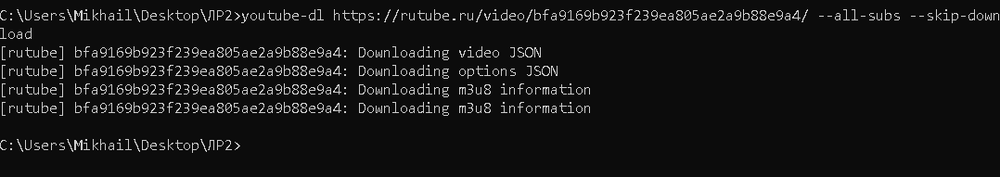 C:\Users\Mikhail\Desktop\ЛР2>youtube-dl https://rutube.ru/video/bfa9169b923f239ea805ae2a9b88e9a4/ --all-subs --skip-down
load
[rutube] bfa9169b923f239ea805ae2a9b88e9a4: Downloading video JSON
[rutube] bfa9169b923f239ea805ae2a9b88e9a4: Downloading options JSON
[rutube] bfa9169b923f239ea805ae2a9b88e9a4: Downloading m3u8 information
[rutube] bfa9169b923f239ea805ae2a9b88e9a4: Downloading m3u8 information
C:\Users\Mikhail\Desktop\ЛР2>